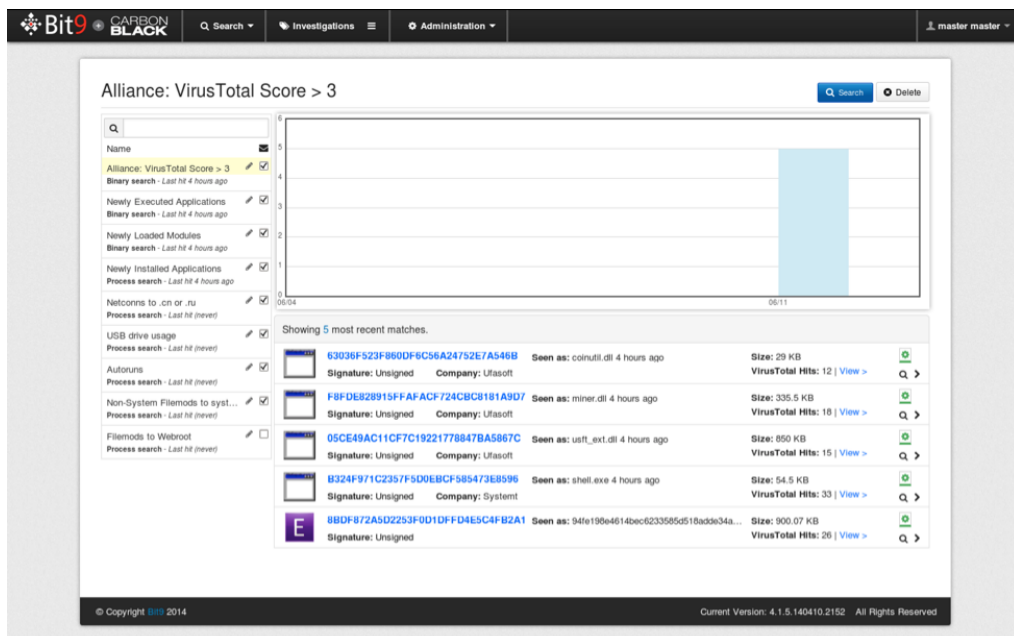 Bit9 CARBON BLACK Search Investigations Administration master master
Alliance: VirusTotal Score > 3
Search Delete
Name
Alliance: VirusTotal Score > 3
Binary search - Last hit 4 hours ago
Newly Executed Applications
Binary search - Last hit 4 hours ago
Newly Loaded Modules
Binary search - Last hit 4 hours ago
Newly Installed Applications
Process search - Last hit 4 hours ago
Netconns to .cn or .ru
Process search - Last hit (never)
USB drive usage
Process search - Last hit (never)
Autoruns
Process search - Last hit (never)
Non-System Filemods to syst...
Process search - Last hit (never)
Filemods to Webroot
Process search - Last hit (never)
6
5
4
3
2
1
0
06/04 06/11
Showing 5 most recent matches.
63036F523F860DF6C56A24752E7A546B Seen as: coinutil.dll 4 hours ago Size: 29 KB
Signature: Unsigned Company: Ufasoft VirusTotal Hits: 12 | View >
F8FDE828915FFAFACF724CBC8181A9D7 Seen as: miner.dll 4 hours ago Size: 335.5 KB
Signature: Unsigned Company: Ufasoft VirusTotal Hits: 18 | View >
05CE49AC11CF7C19221778847BA5867C Seen as: usft_ext.dll 4 hours ago Size: 850 KB
Signature: Unsigned Company: Ufasoft VirusTotal Hits: 15 | View >
B324F971C2357F5D0EBCF585473E8596 Seen as: shell.exe 4 hours ago Size: 54.5 KB
Signature: Unsigned Company: Systemt VirusTotal Hits: 33 | View >
E
8BDF872A5D2253F0D1DFFD4E5C4FB2A1 Seen as: 94fe198e4614bec6233585d518adde34a... Size: 900.07 KB
Signature: Unsigned VirusTotal Hits: 26 | View >
© Copyright Bit9 2014 Current Version: 4.1.5.140410.2152 All Rights Reserved